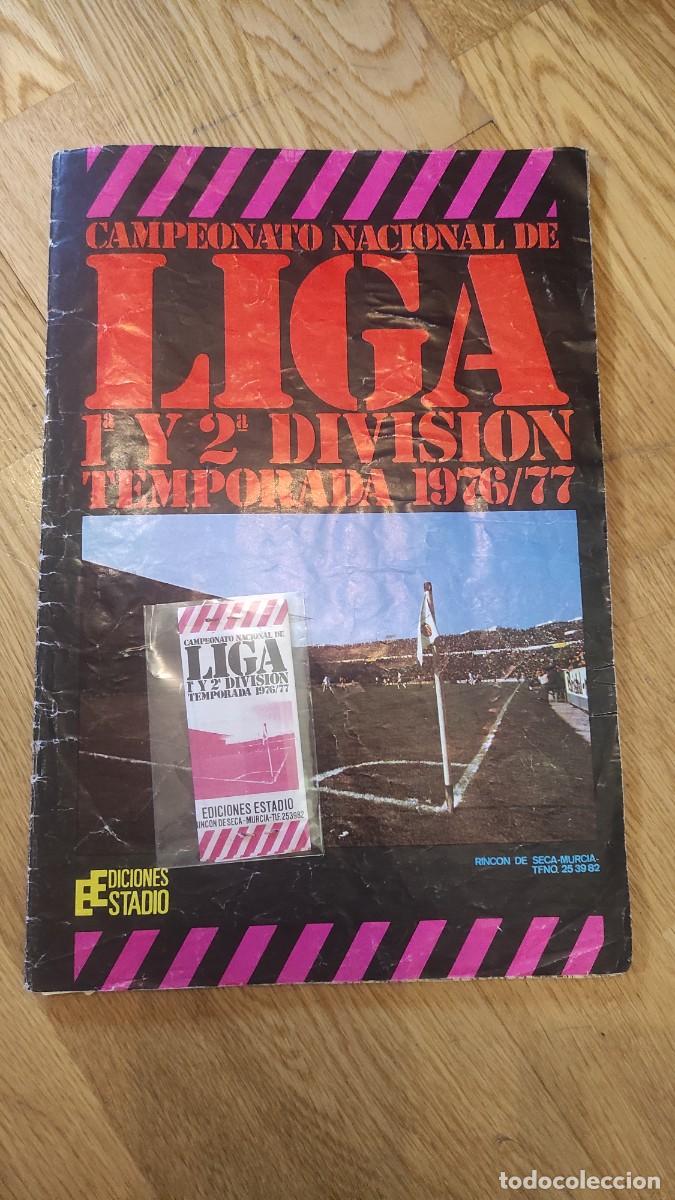 CAMPEONATO NACIONAL DE
LIGA
1ª Y 2ª DIVISION
TEMPORADA 1976/77
CAMPEONATO NACIONAL DE
LIGA
1ª Y 2ª DIVISION
TEMPORADA 1976/77
EDICIONES ESTADIO
INCON DE SECA-MURCIA-TLF. 253982
EDICIONES
ESTADIO
RINCON DE SECA-MURCIA-
TFNO. 25 39 82
todocoleccion